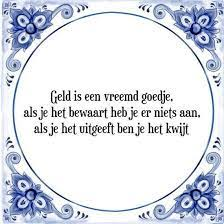 Geld is een vreemd goedje,
als je het bewaart heb je er niets aan,
als je het uitgeeft ben je het kwijt